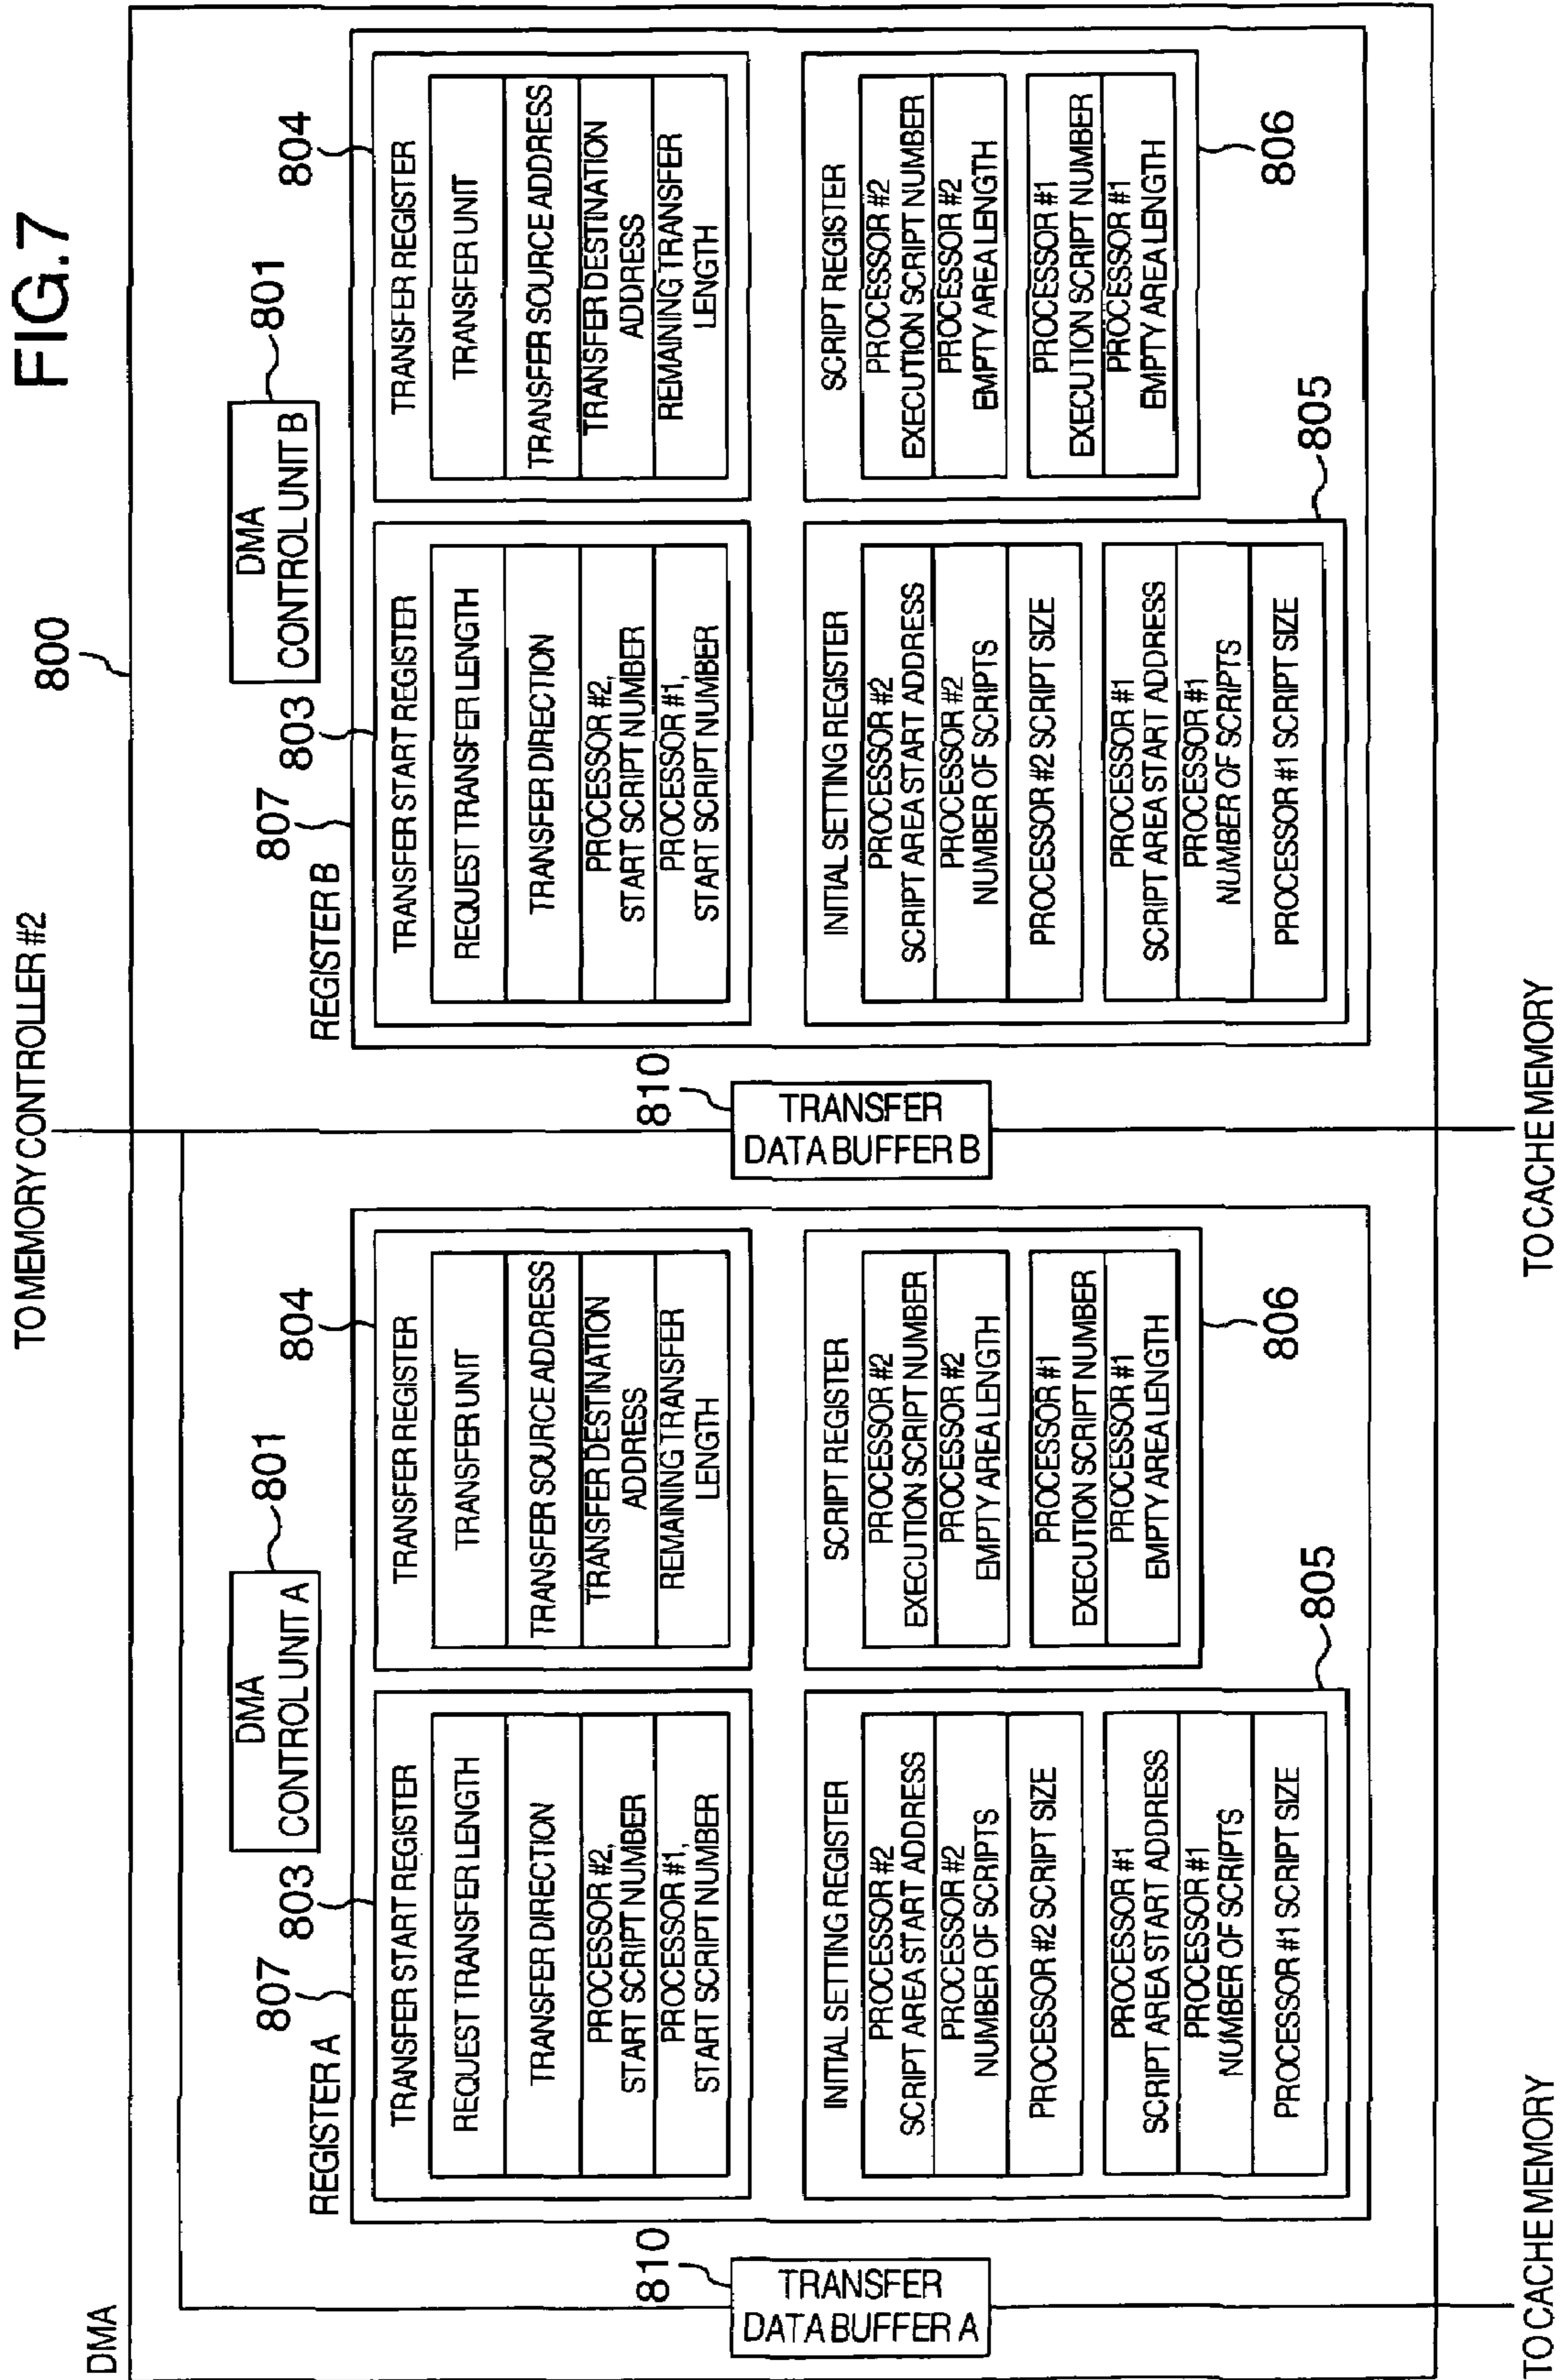 FIG.7
TO MEMORY CONTROLLER #2
800
DMA
801
DMA
CONTROL UNIT A
807
REGISTER A
803
TRANSFER START REGISTER
REQUEST TRANSFER LENGTH
TRANSFER DIRECTION
PROCESSOR #2,
START SCRIPT NUMBER
PROCESSOR #1,
START SCRIPT NUMBER
804
TRANSFER REGISTER
TRANSFER UNIT
TRANSFER SOURCE ADDRESS
TRANSFER DESTINATION
ADDRESS
REMAINING TRANSFER
LENGTH
INITIAL SETTING REGISTER
PROCESSOR #2
SCRIPT AREA START ADDRESS
PROCESSOR #2
NUMBER OF SCRIPTS
PROCESSOR #2 SCRIPT SIZE
PROCESSOR #1
SCRIPT AREA START ADDRESS
PROCESSOR #1
NUMBER OF SCRIPTS
PROCESSOR #1 SCRIPT SIZE
805
SCRIPT REGISTER
PROCESSOR #2
EXECUTION SCRIPT NUMBER
PROCESSOR #2
EMPTY AREA LENGTH
PROCESSOR #1
EXECUTION SCRIPT NUMBER
PROCESSOR #1
EMPTY AREA LENGTH
806
810
TRANSFER
DATA BUFFER A
TO CACHE MEMORY
801
DMA
CONTROL UNIT B
807
REGISTER B
803
TRANSFER START REGISTER
REQUEST TRANSFER LENGTH
TRANSFER DIRECTION
PROCESSOR #2,
START SCRIPT NUMBER
PROCESSOR #1,
START SCRIPT NUMBER
804
TRANSFER REGISTER
TRANSFER UNIT
TRANSFER SOURCE ADDRESS
TRANSFER DESTINATION
ADDRESS
REMAINING TRANSFER
LENGTH
INITIAL SETTING REGISTER
PROCESSOR #2
SCRIPT AREA START ADDRESS
PROCESSOR #2
NUMBER OF SCRIPTS
PROCESSOR #2 SCRIPT SIZE
PROCESSOR #1
SCRIPT AREA START ADDRESS
PROCESSOR #1
NUMBER OF SCRIPTS
PROCESSOR #1 SCRIPT SIZE
805
SCRIPT REGISTER
PROCESSOR #2
EXECUTION SCRIPT NUMBER
PROCESSOR #2
EMPTY AREA LENGTH
PROCESSOR #1
EXECUTION SCRIPT NUMBER
PROCESSOR #1
EMPTY AREA LENGTH
806
810
TRANSFER
DATA BUFFER B
TO CACHE MEMORY